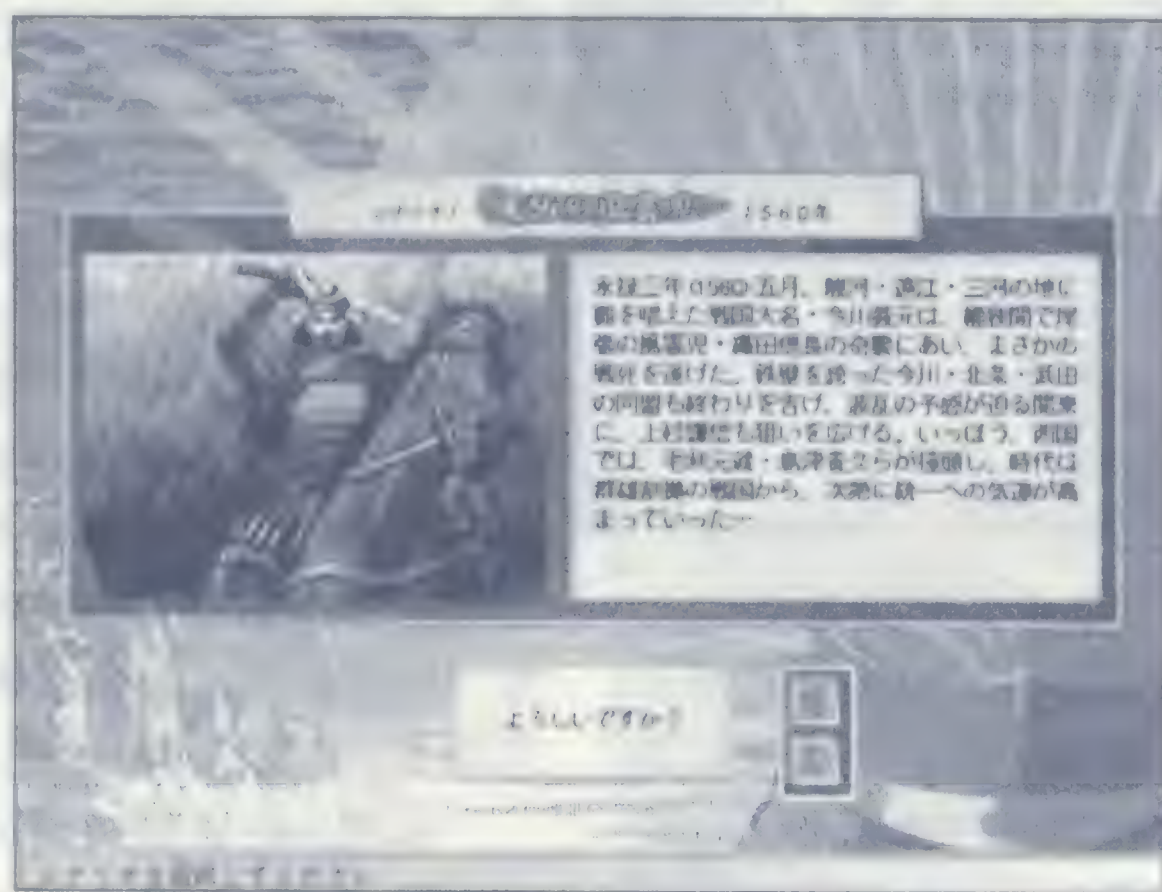 1560年
永禄三年(1560)五月、駿河・遠江・三河の地に
覇を唱えた戦国大名・今川義元は、桶狭間で尾
張の風雲児・織田信長の奇襲にあい、まさかの
戦死を遂げた。 を誇った今川・北条・武田
の同盟も終わりを告げ、 乱の予感が迫る関東
に、上杉謙信も狙いを広げる。いっぽう、西国
では、毛利元就・島津貴久らが台頭し、時代は
群雄割拠の戦国から、次第に統一への気運が高
まっていった…
よろしいですか?